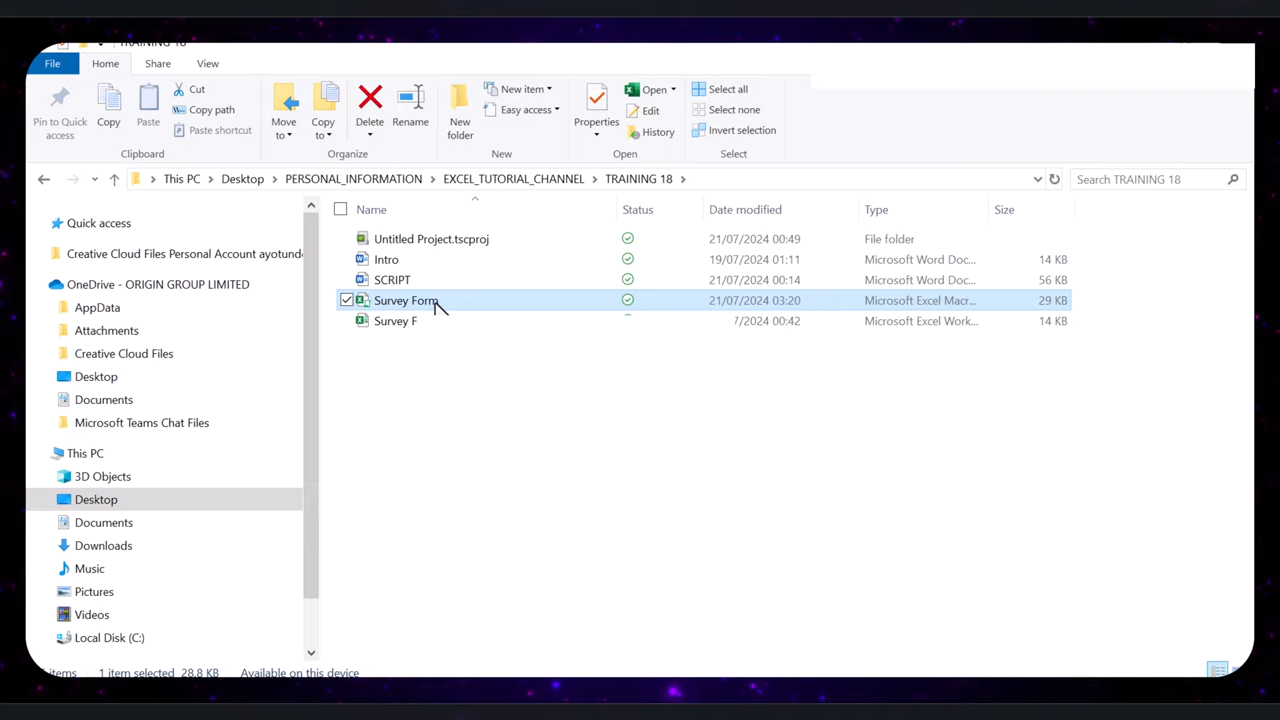 TRAINING 18
File Home Share View
Pin to Quick access
Copy
Paste
Cut
Copy path
Paste shortcut
Move to
Copy to
Delete
Rename
New folder
New item
Easy access
Properties
Open
Edit
History
Select all
Select none
Invert selection
Clipboard Organize New Open Select
This PC Desktop PERSONAL_INFORMATION EXCEL_TUTORIAL_CHANNEL TRAINING 18
Search TRAINING 18
Quick access
Creative Cloud Files Personal Account ayotund
OneDrive - ORIGIN GROUP LIMITED
AppData
Attachments
Creative Cloud Files
Desktop
Documents
Microsoft Teams Chat Files
This PC
3D Objects
Desktop
Documents
Downloads
Music
Pictures
Videos
Local Disk (C:)
Name Status Date modified Type Size
Untitled Project.tscproj 21/07/2024 00:49 File folder
Intro 19/07/2024 01:11 Microsoft Word Doc... 14 KB
SCRIPT 21/07/2024 00:14 Microsoft Word Doc... 56 KB
Survey Form 21/07/2024 03:20 Microsoft Excel Macr... 29 KB
Survey F 7/2024 00:42 Microsoft Excel Work... 14 KB
items 1 item selected 28.8 KB Available on this device